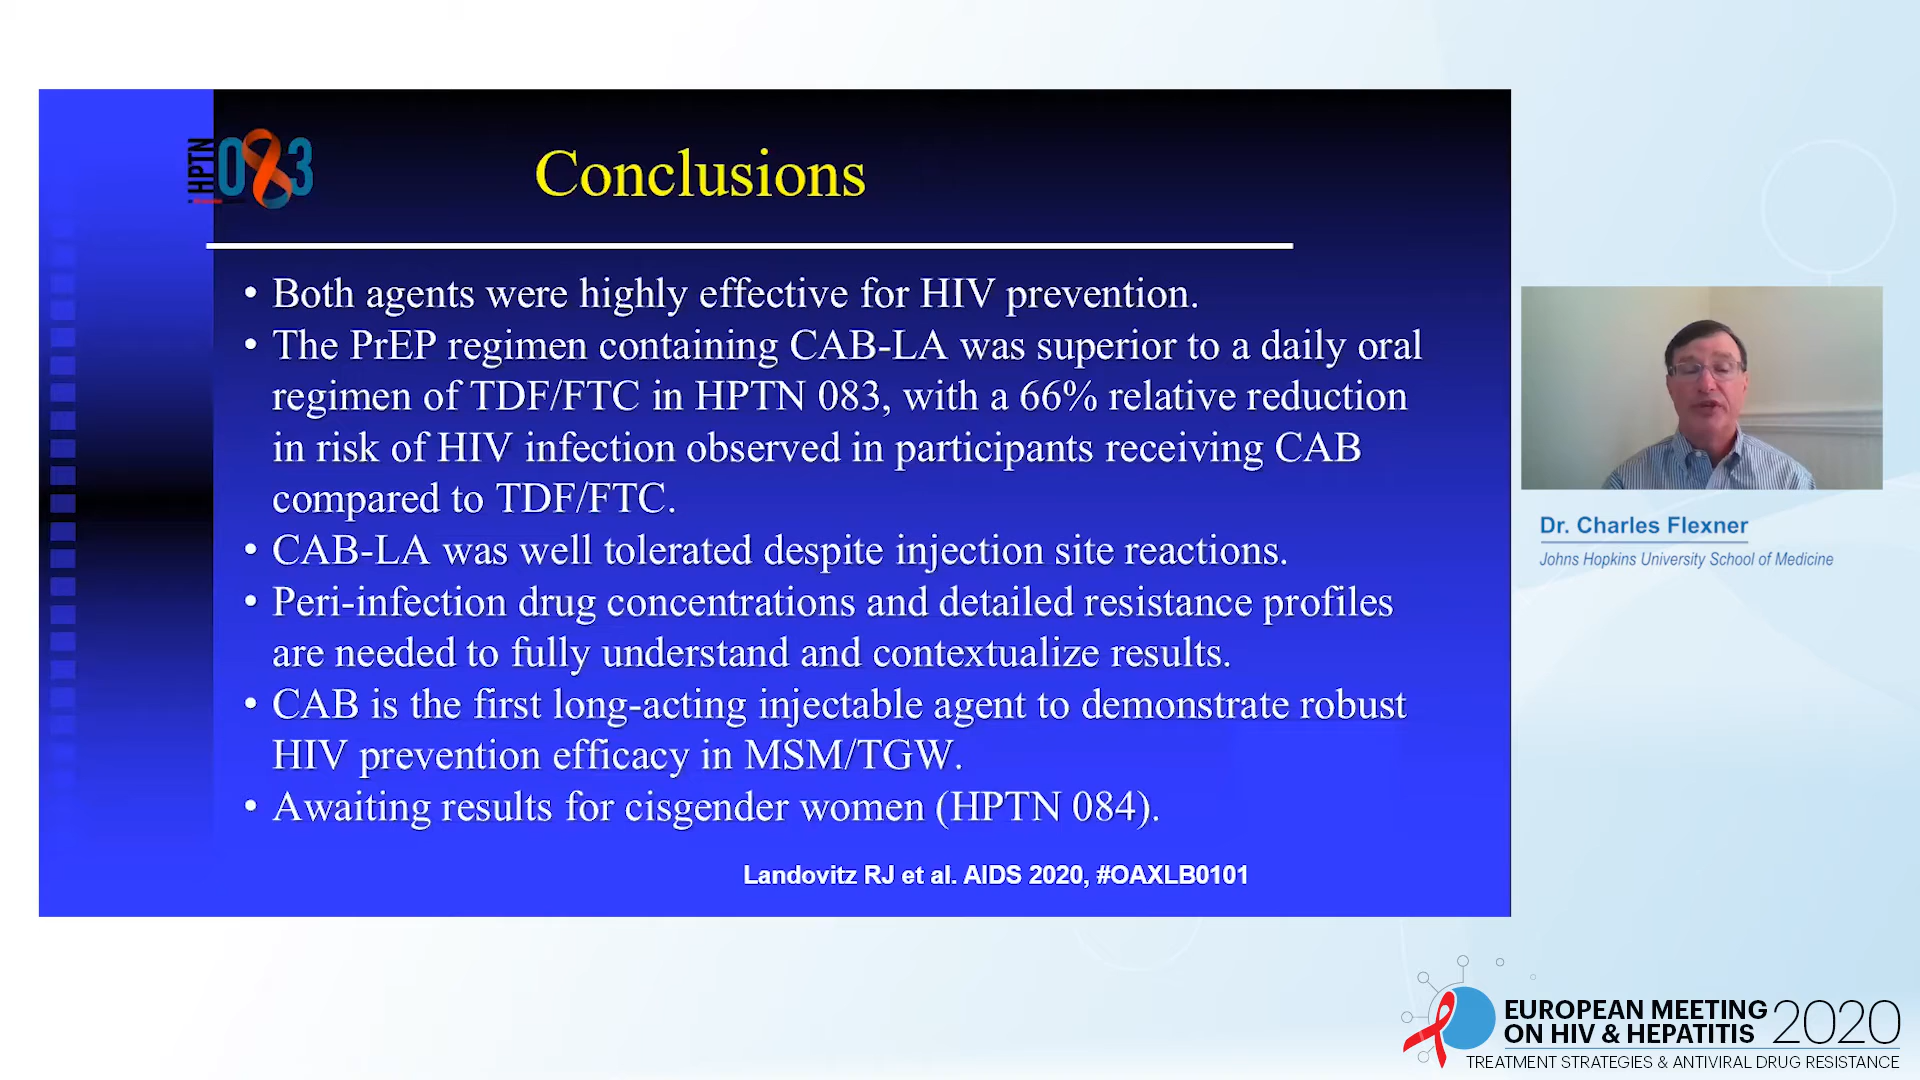 HPTN
083
Conclusions
• Both agents were highly effective for HIV prevention.
• The PrEP regimen containing CAB-LA was superior to a daily oral
regimen of TDF/FTC in HPTN 083, with a 66% relative reduction
in risk of HIV infection observed in participants receiving CAB
compared to TDF/FTC.
• CAB-LA was well tolerated despite injection site reactions.
• Peri-infection drug concentrations and detailed resistance profiles
are needed to fully understand and contextualize results.
• CAB is the first long-acting injectable agent to demonstrate robust
HIV prevention efficacy in MSM/TGW.
• Awaiting results for cisgender women (HPTN 084).
Landovitz RJ et al. AIDS 2020, #OAXLB0101
Dr. Charles Flexner
Johns Hopkins University School of Medicine
EUROPEAN MEETING
ON HIV & HEPATITIS 2020
TREATMENT STRATEGIES & ANTIVIRAL DRUG RESISTANCE